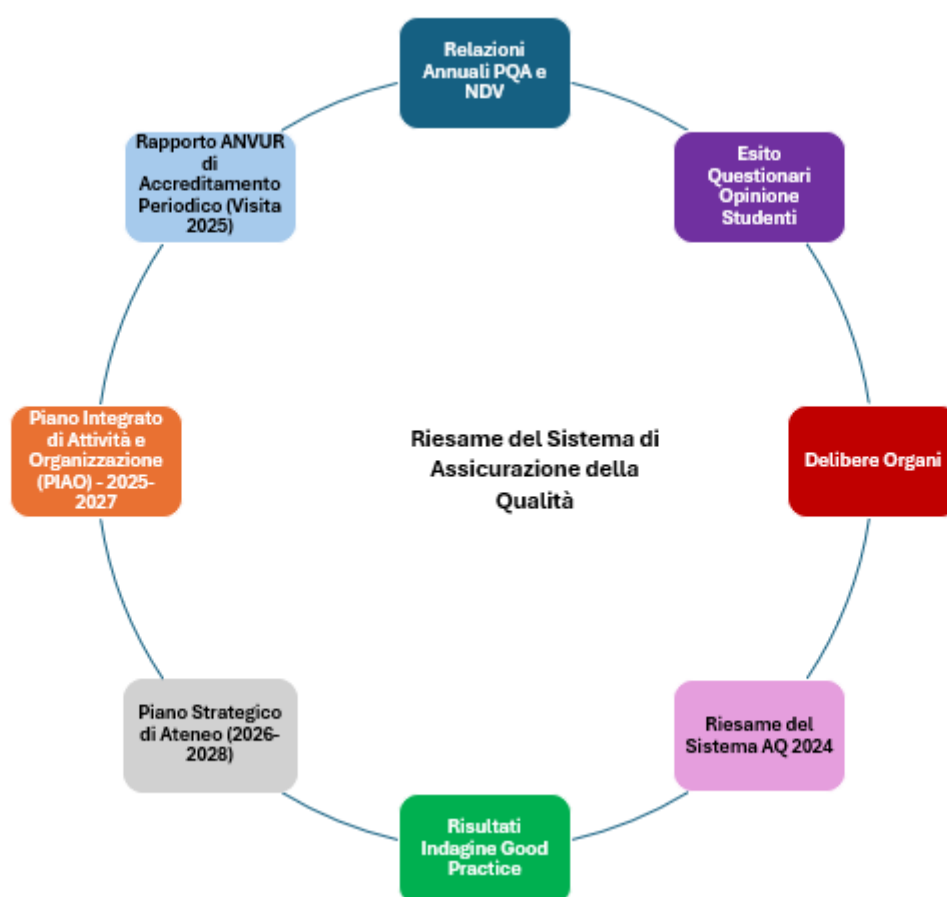 Relazioni
Annuali PQA e
NDV
Esito
Questionari
Opinione
Studenti
Delibere Organi
Riesame del
Sistema AQ 2024
Risultati
Indagine Good
Practice
Piano Strategico
di Ateneo (2026-
2028)
Piano Integrato
di Attività e
Organizzazione
(PIAO) - 2025-
2027
Rapporto ANVUR
di
Accreditamento
Periodico (Visita
2025)
Riesame del Sistema di
Assicurazione della
Qualità